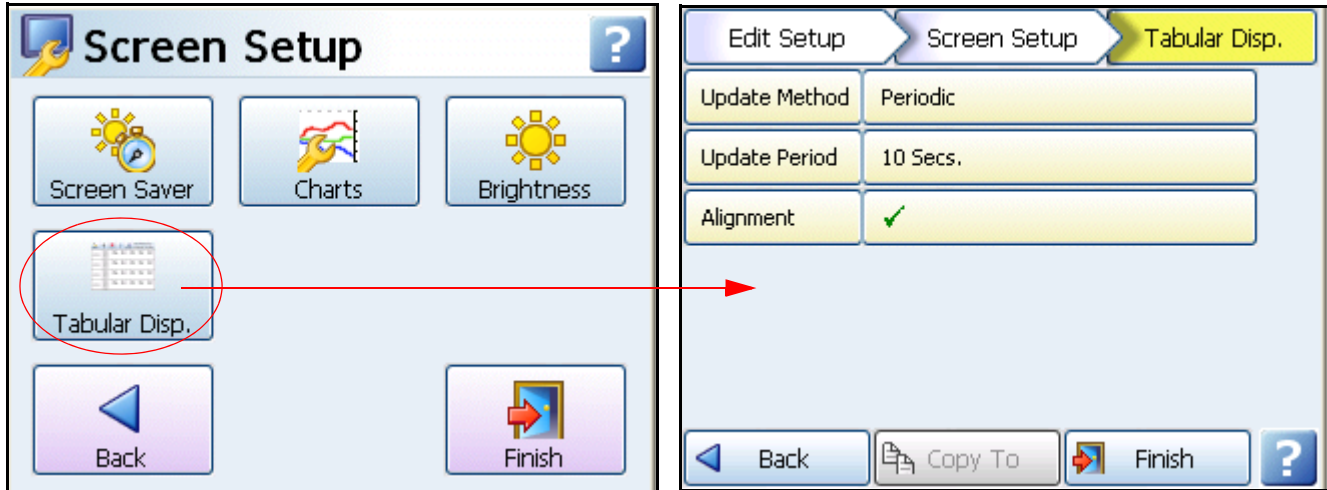 Screen Setup
?
Screen Saver
Charts
Brightness
Tabular Disp.
Back
Finish
Edit Setup
Screen Setup
Tabular Disp.
Update Method
Periodic
Update Period
10 Secs.
Alignment
Back
Copy To
Finish
?